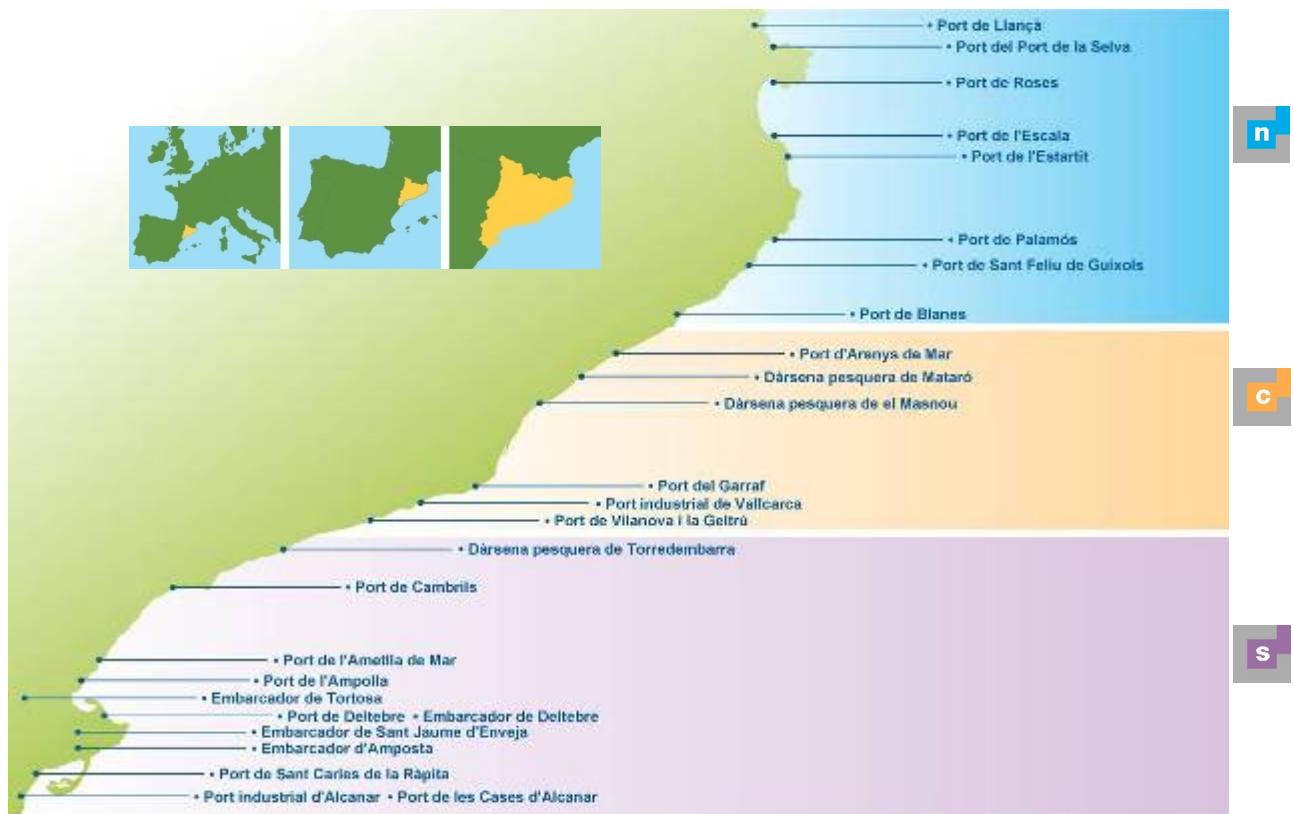 • Port de Llançà
• Port del Port de la Selva
• Port de Roses
n
• Port de l'Escala
• Port de l'Estartit
• Port de Palamós
• Port de Sant Feliu de Guíxols
• Port de Blanes
• Port d'Arenys de Mar
• Dàrsena pesquera de Mataró
c
• Dàrsena pesquera de el Masnou
• Port del Garraf
• Port industrial de Vallcarca
• Port de Vilanova i la Geltrú
• Dàrsena pesquera de Torredembarra
• Port de Cambrils
s
• Port de l'Ametlla de Mar
• Port de l'Ampolla
• Embarcador de Tortosa
• Port de Deltebre • Embarcador de Deltebre
• Embarcador de Sant Jaume d'Enveja
• Embarcador d'Amposta
• Port de Sant Carles de la Ràpita
• Port industrial d'Alcanar • Port de les Cases d'Alcanar